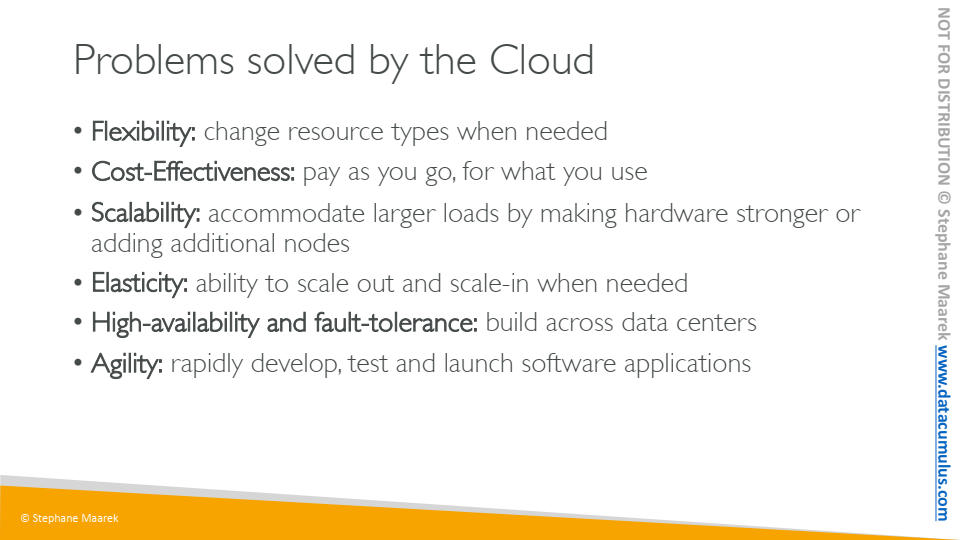 Problems solved by the Cloud
• Flexibility: change resource types when needed
• Cost-Effectiveness: pay as you go, for what you use
• Scalability: accommodate larger loads by making hardware stronger or
adding additional nodes
• Elasticity: ability to scale out and scale-in when needed
• High-availability and fault-tolerance: build across data centers
• Agility: rapidly develop, test and launch software applications
© Stephane Maarek
NOT FOR DISTRIBUTION © Stephane Maarek www.datacumulus.com